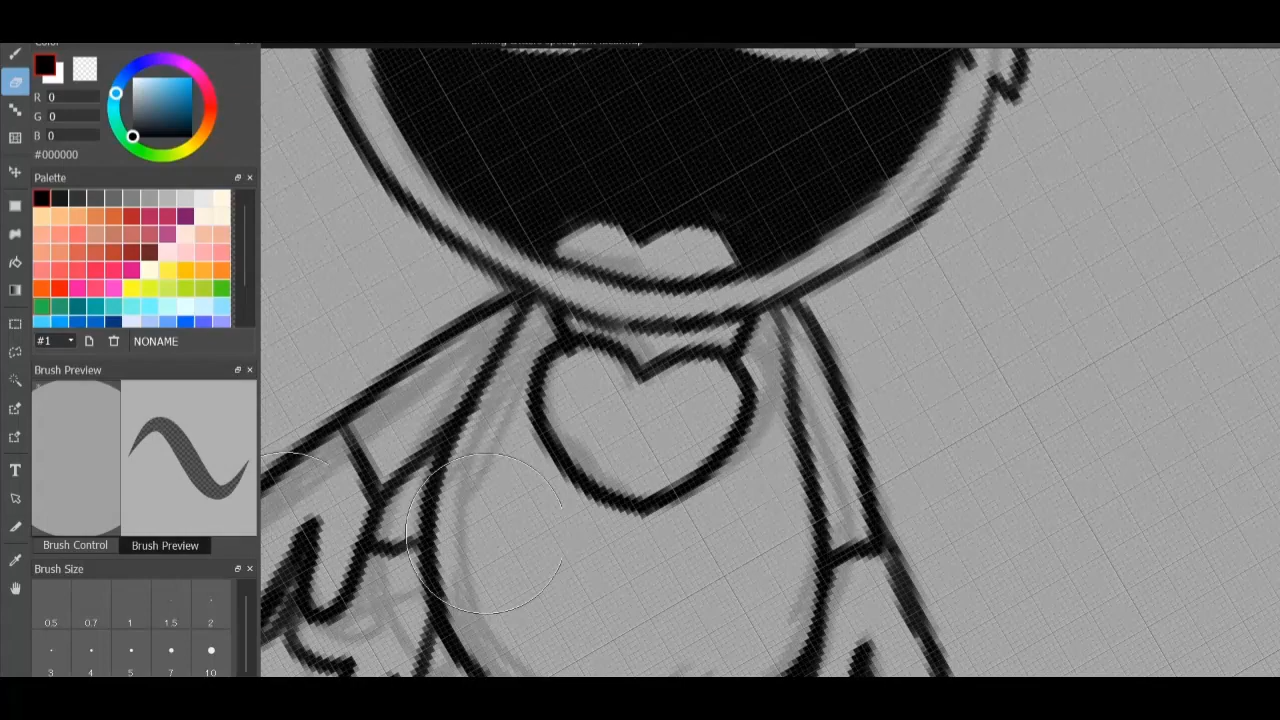 Color
R 0
G 0
B 0
#000000
Palette
#1 NONAME
Brush Preview
Brush Control Brush Preview
Brush Size
0.5 0.7 1 1.5 2
3 4 5 7 10